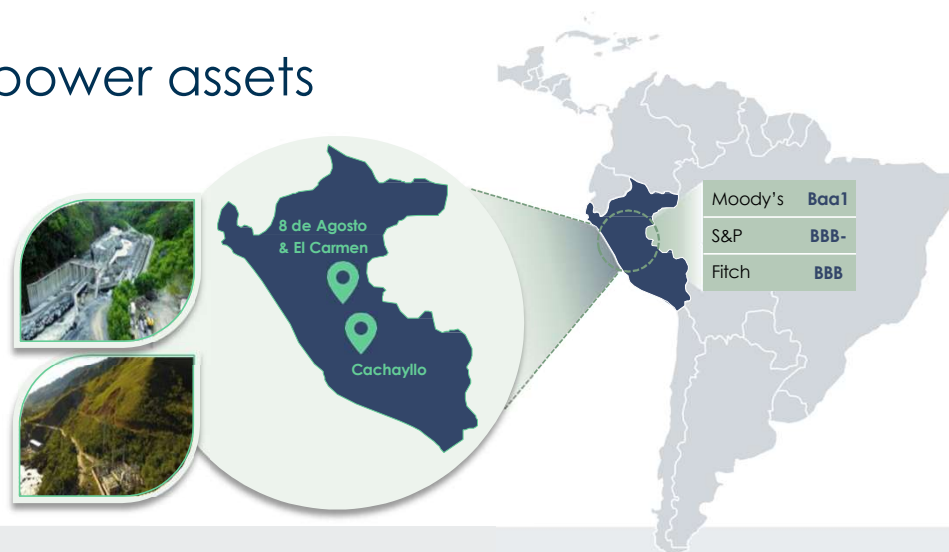 power assets
8 de Agosto
& El Carmen
Cachayllo
Moody's Baa1
S&P BBB-
Fitch BBB